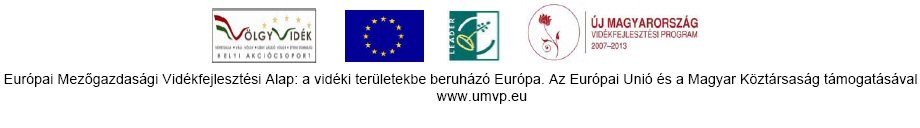 VÖLGYVIDÉK
HELYI AKCIÓCSOPORT
LEADER
ÚJ MAGYARORSZÁG
VIDÉKFEJLESZTÉSI PROGRAM
2007–2013
Európai Mezőgazdasági Vidékfejlesztési Alap: a vidéki területekbe beruházó Európa. Az Európai Unió és a Magyar Köztársaság támogatásával
www.umvp.eu